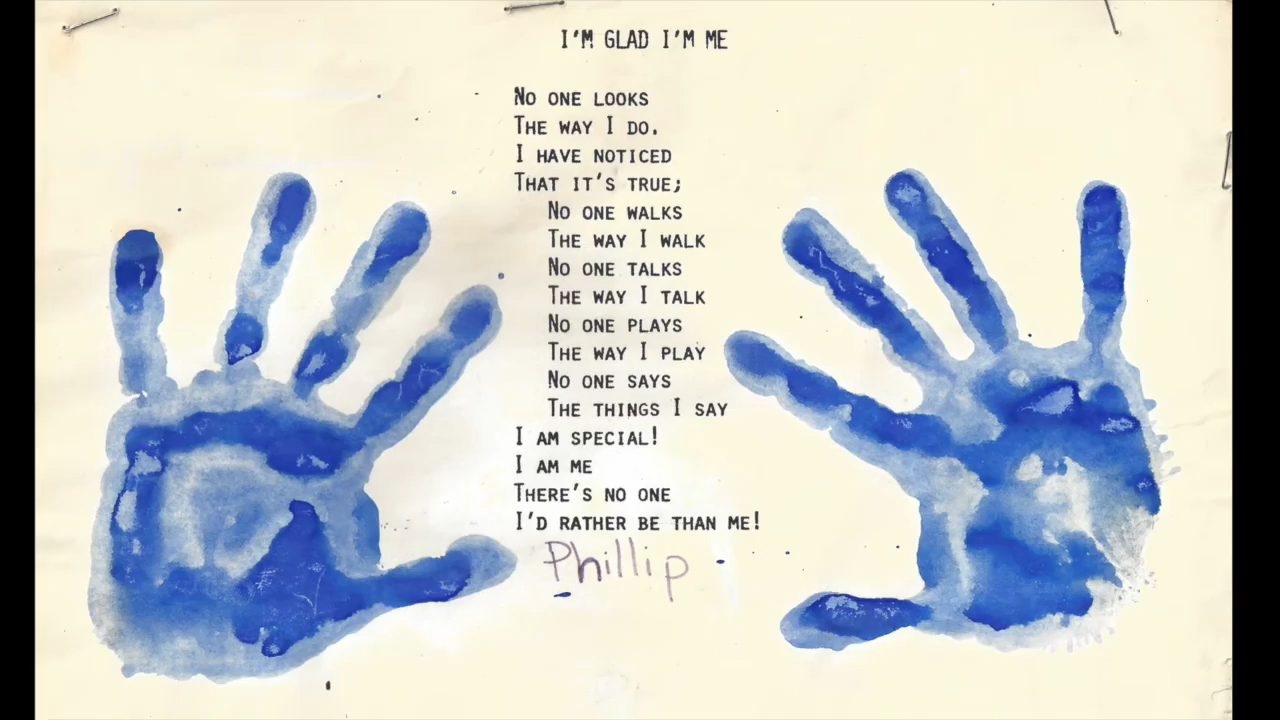 I'M GLAD I'M ME
NO ONE LOOKS
THE WAY I DO.
I HAVE NOTICED
THAT IT'S TRUE;
NO ONE WALKS
THE WAY I WALK
NO ONE TALKS
THE WAY I TALK
NO ONE PLAYS
THE WAY I PLAY
NO ONE SAYS
THE THINGS I SAY
I AM SPECIAL!
I AM ME
THERE'S NO ONE
I'D RATHER BE THAN ME!
Phillip